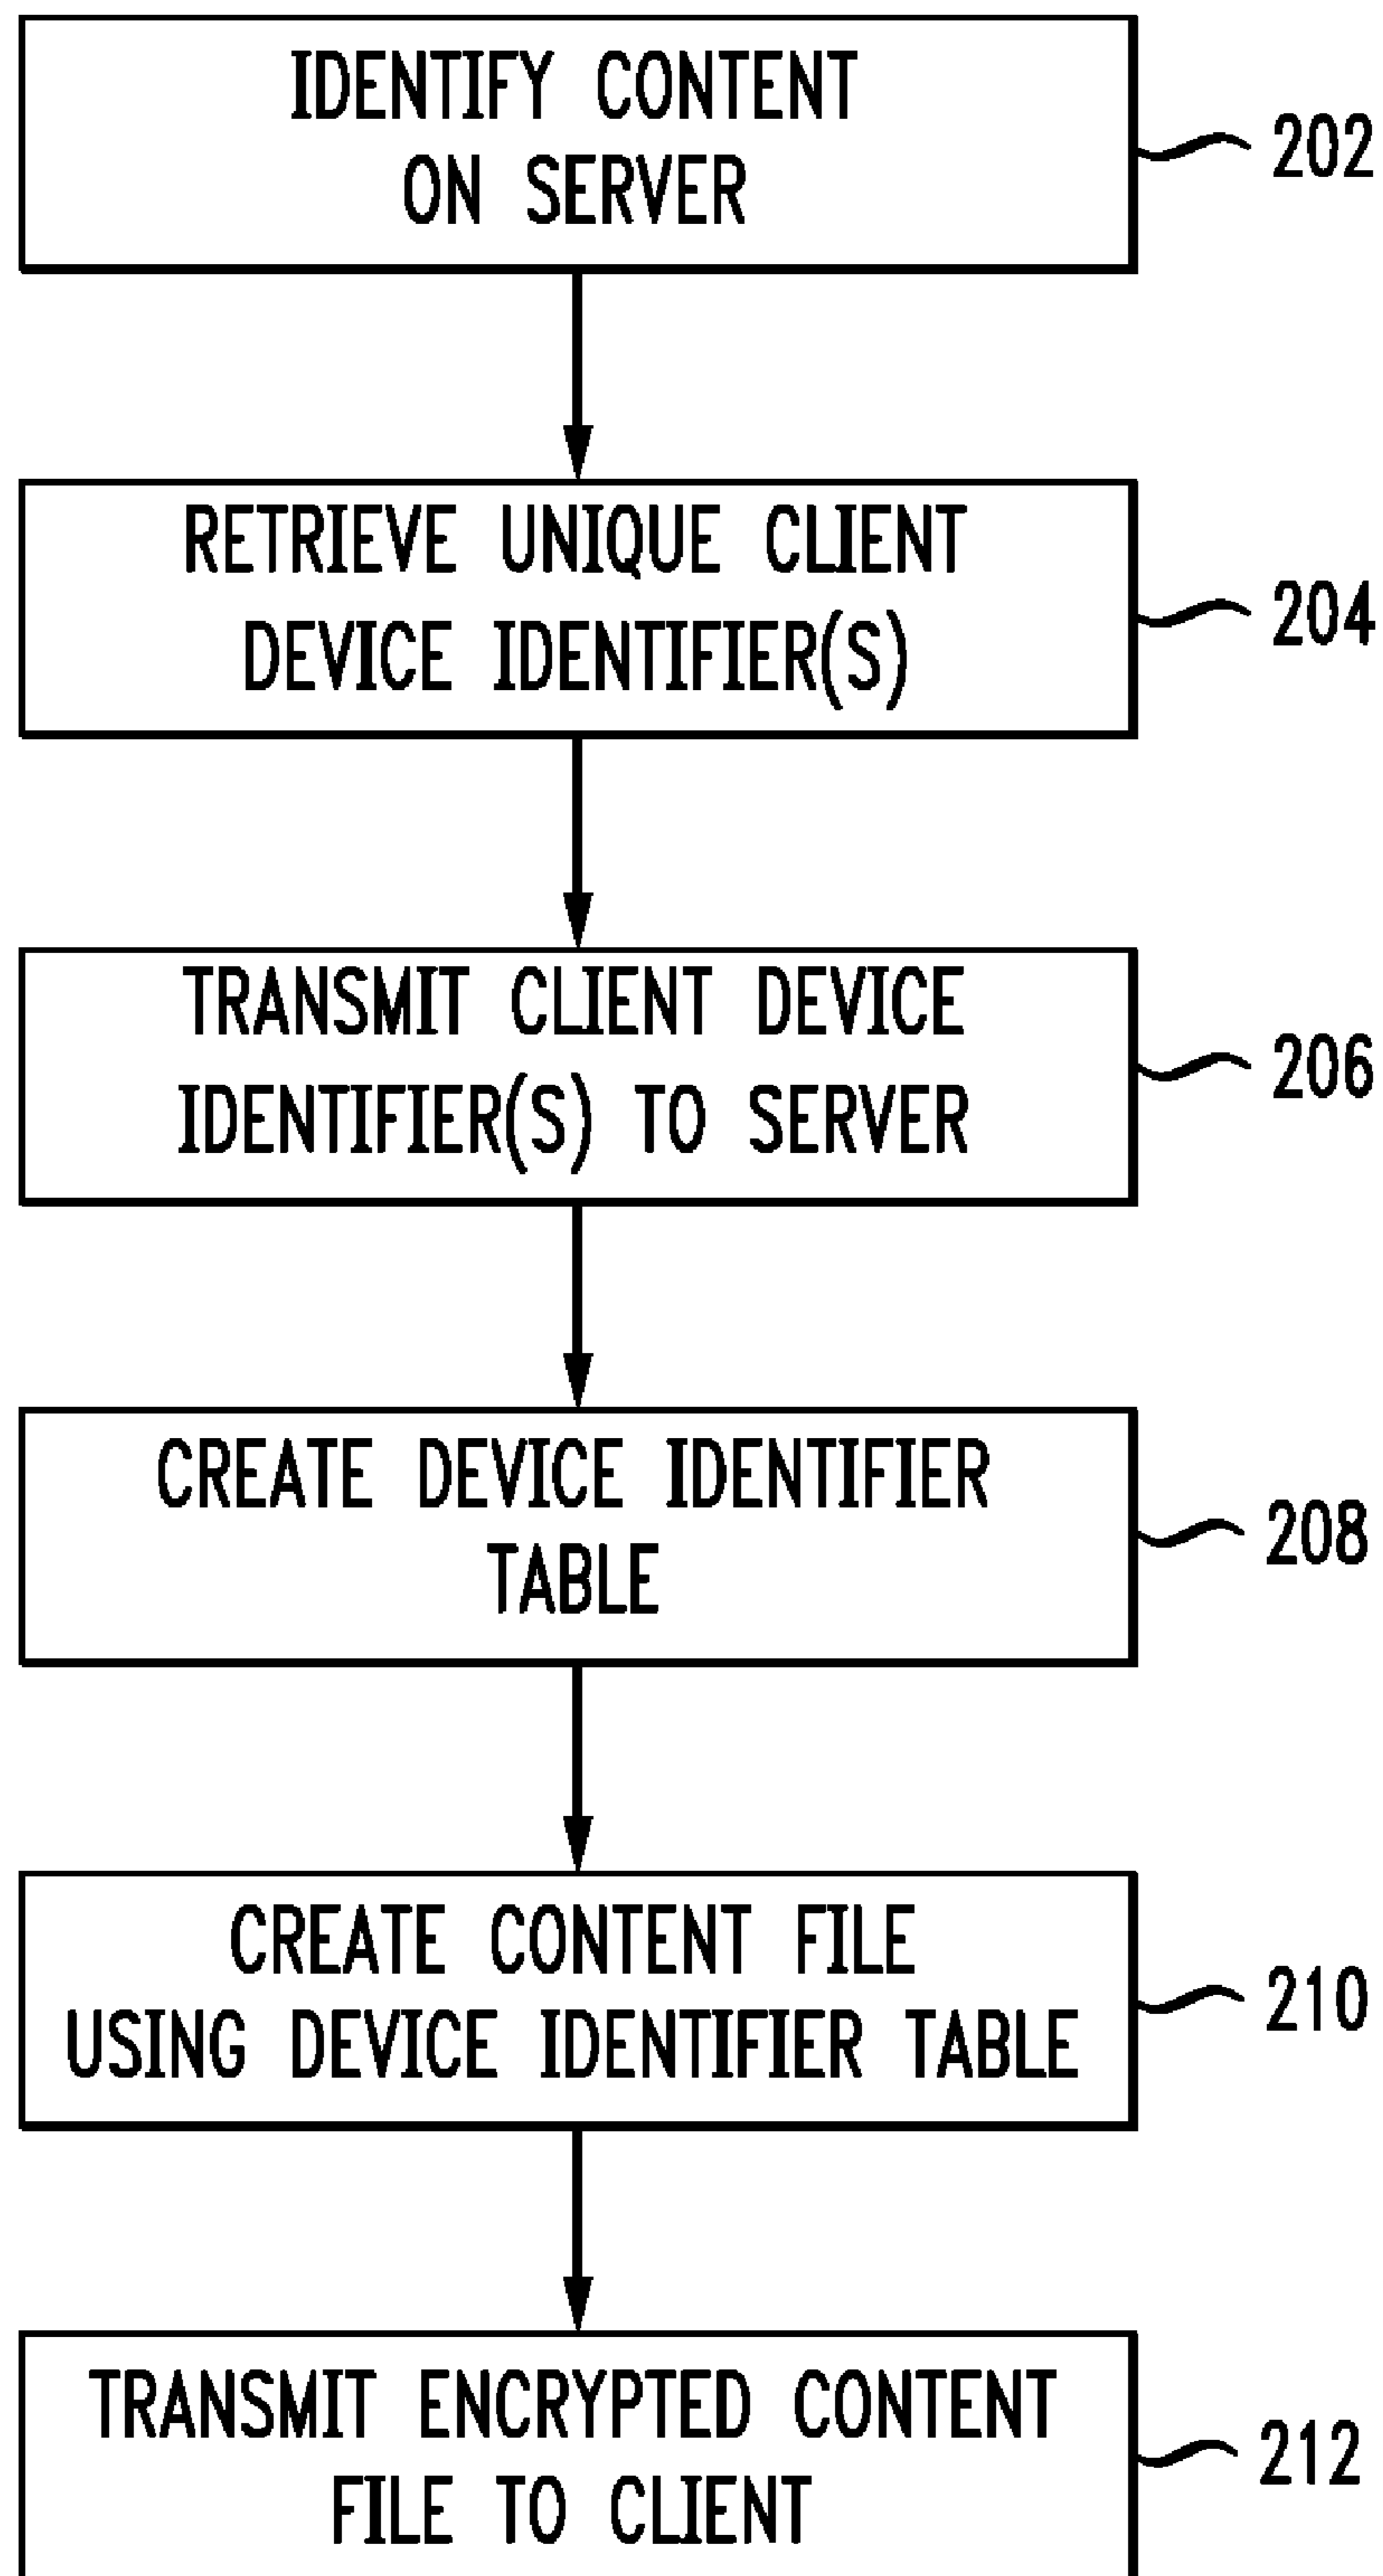 IDENTIFY CONTENT
ON SERVER
202
RETRIEVE UNIQUE CLIENT
DEVICE IDENTIFIER(S)
204
TRANSMIT CLIENT DEVICE
IDENTIFIER(S) TO SERVER
206
CREATE DEVICE IDENTIFIER
TABLE
208
CREATE CONTENT FILE
USING DEVICE IDENTIFIER TABLE
210
TRANSMIT ENCRYPTED CONTENT
FILE TO CLIENT
212